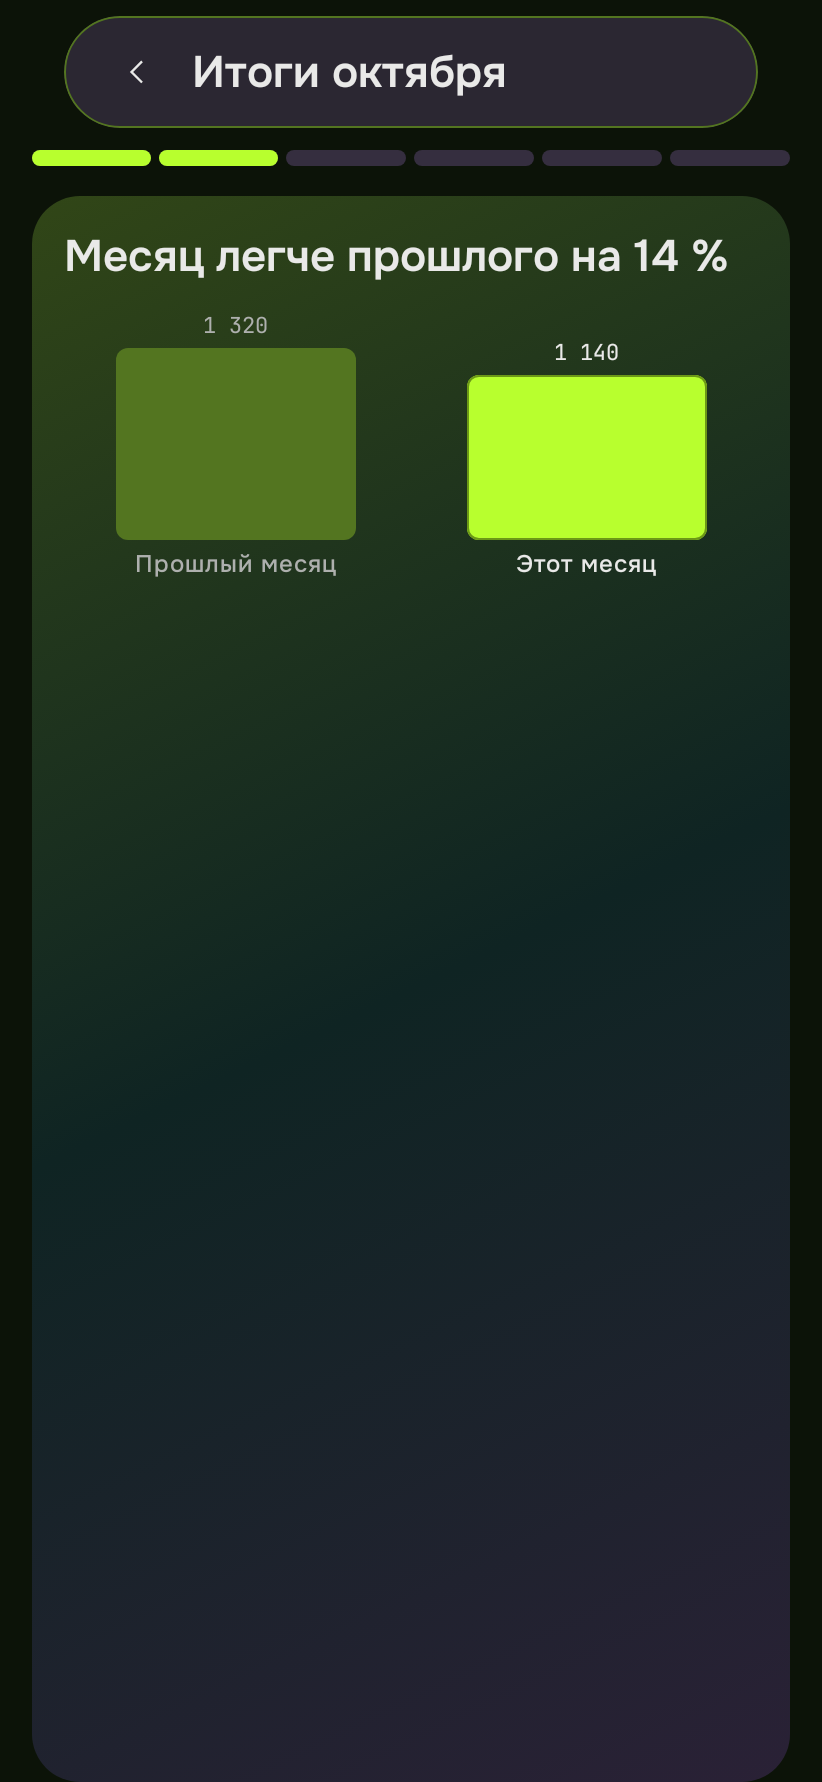 Итоги октября
Месяц легче прошлого на 14 %
1 320
1 140
Прошлый месяц
Этот месяц